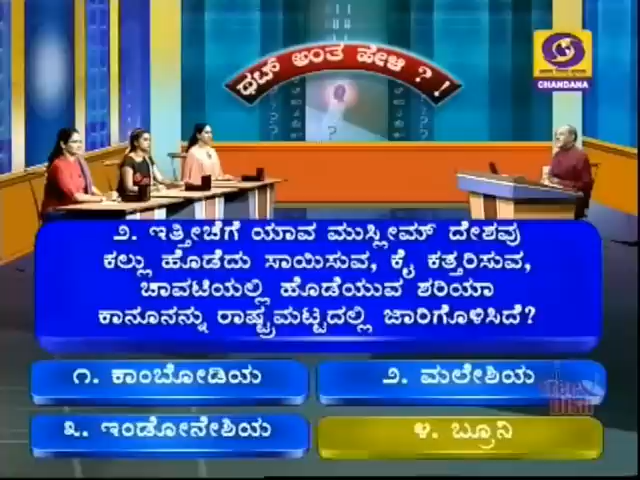 ಥಟ್ ಅಂತ ಹೇಳಿ ? !
CHANDANA
೨. ಇತ್ತೀಚೆಗೆ ಯಾವ ಮುಸ್ಲೀಮ್ ದೇಶವು
ಕಲ್ಲು ಹೊಡೆದು ಸಾಯಿಸುವ, ಕೈ ಕತ್ತರಿಸುವ,
ಚಾವಟಿಯಲ್ಲಿ ಹೊಡೆಯುವ ಶರಿಯಾ
ಕಾನೂನನ್ನು ರಾಷ್ಟ್ರಮಟ್ಟದಲ್ಲಿ ಜಾರಿಗೊಳಿಸಿದೆ?
೧. ಕಾಂಬೋಡಿಯ
೨. ಮಲೇಶಿಯ
೩. ಇಂಡೋನೇಶಿಯ
೪. ಬ್ರೂನಿ